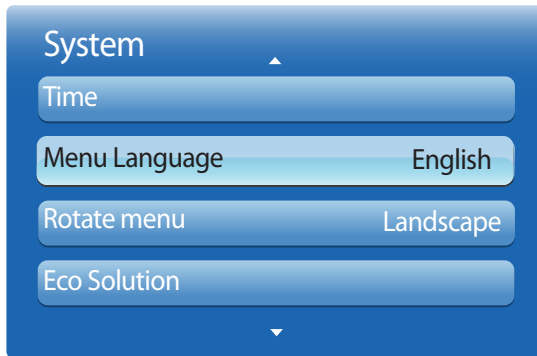 System
Time
Menu Language English
Rotate menu Landscape
Eco Solution